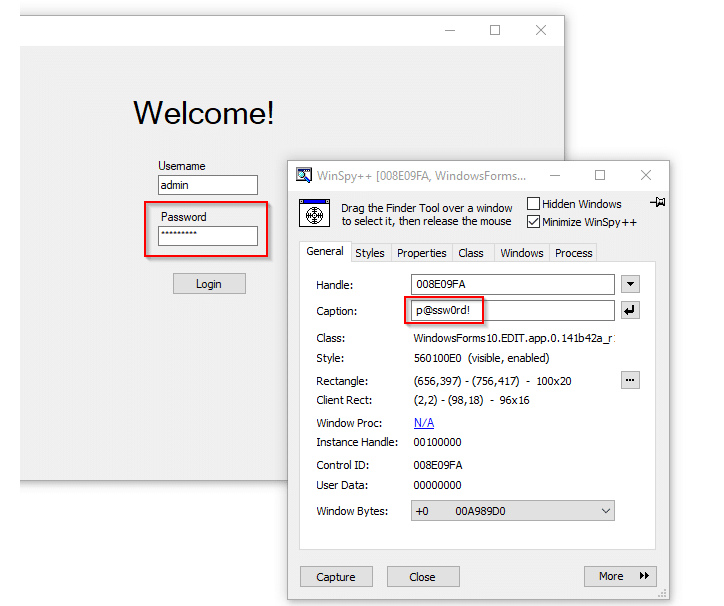 Welcome!
Username
admin
Password
*********
Login
WinSpy++ [008E09FA, WindowsForms...
Drag the Finder Tool over a window
to select it, then release the mouse
Hidden Windows
Minimize WinSpy++
General Styles Properties Class Windows Process
Handle: 008E09FA
Caption: p@ssw0rd!
Class: WindowsForms10.EDIT.app.0.141b42a_r
Style: 560100E0 (visible, enabled)
Rectangle: (656,397) - (756,417) - 100x20
Client Rect: (2,2) - (98,18) - 96x16
Window Proc: N/A
Instance Handle: 00100000
Control ID: 008E09FA
User Data: 00000000
Window Bytes: +0 00A989D0
Capture Close More